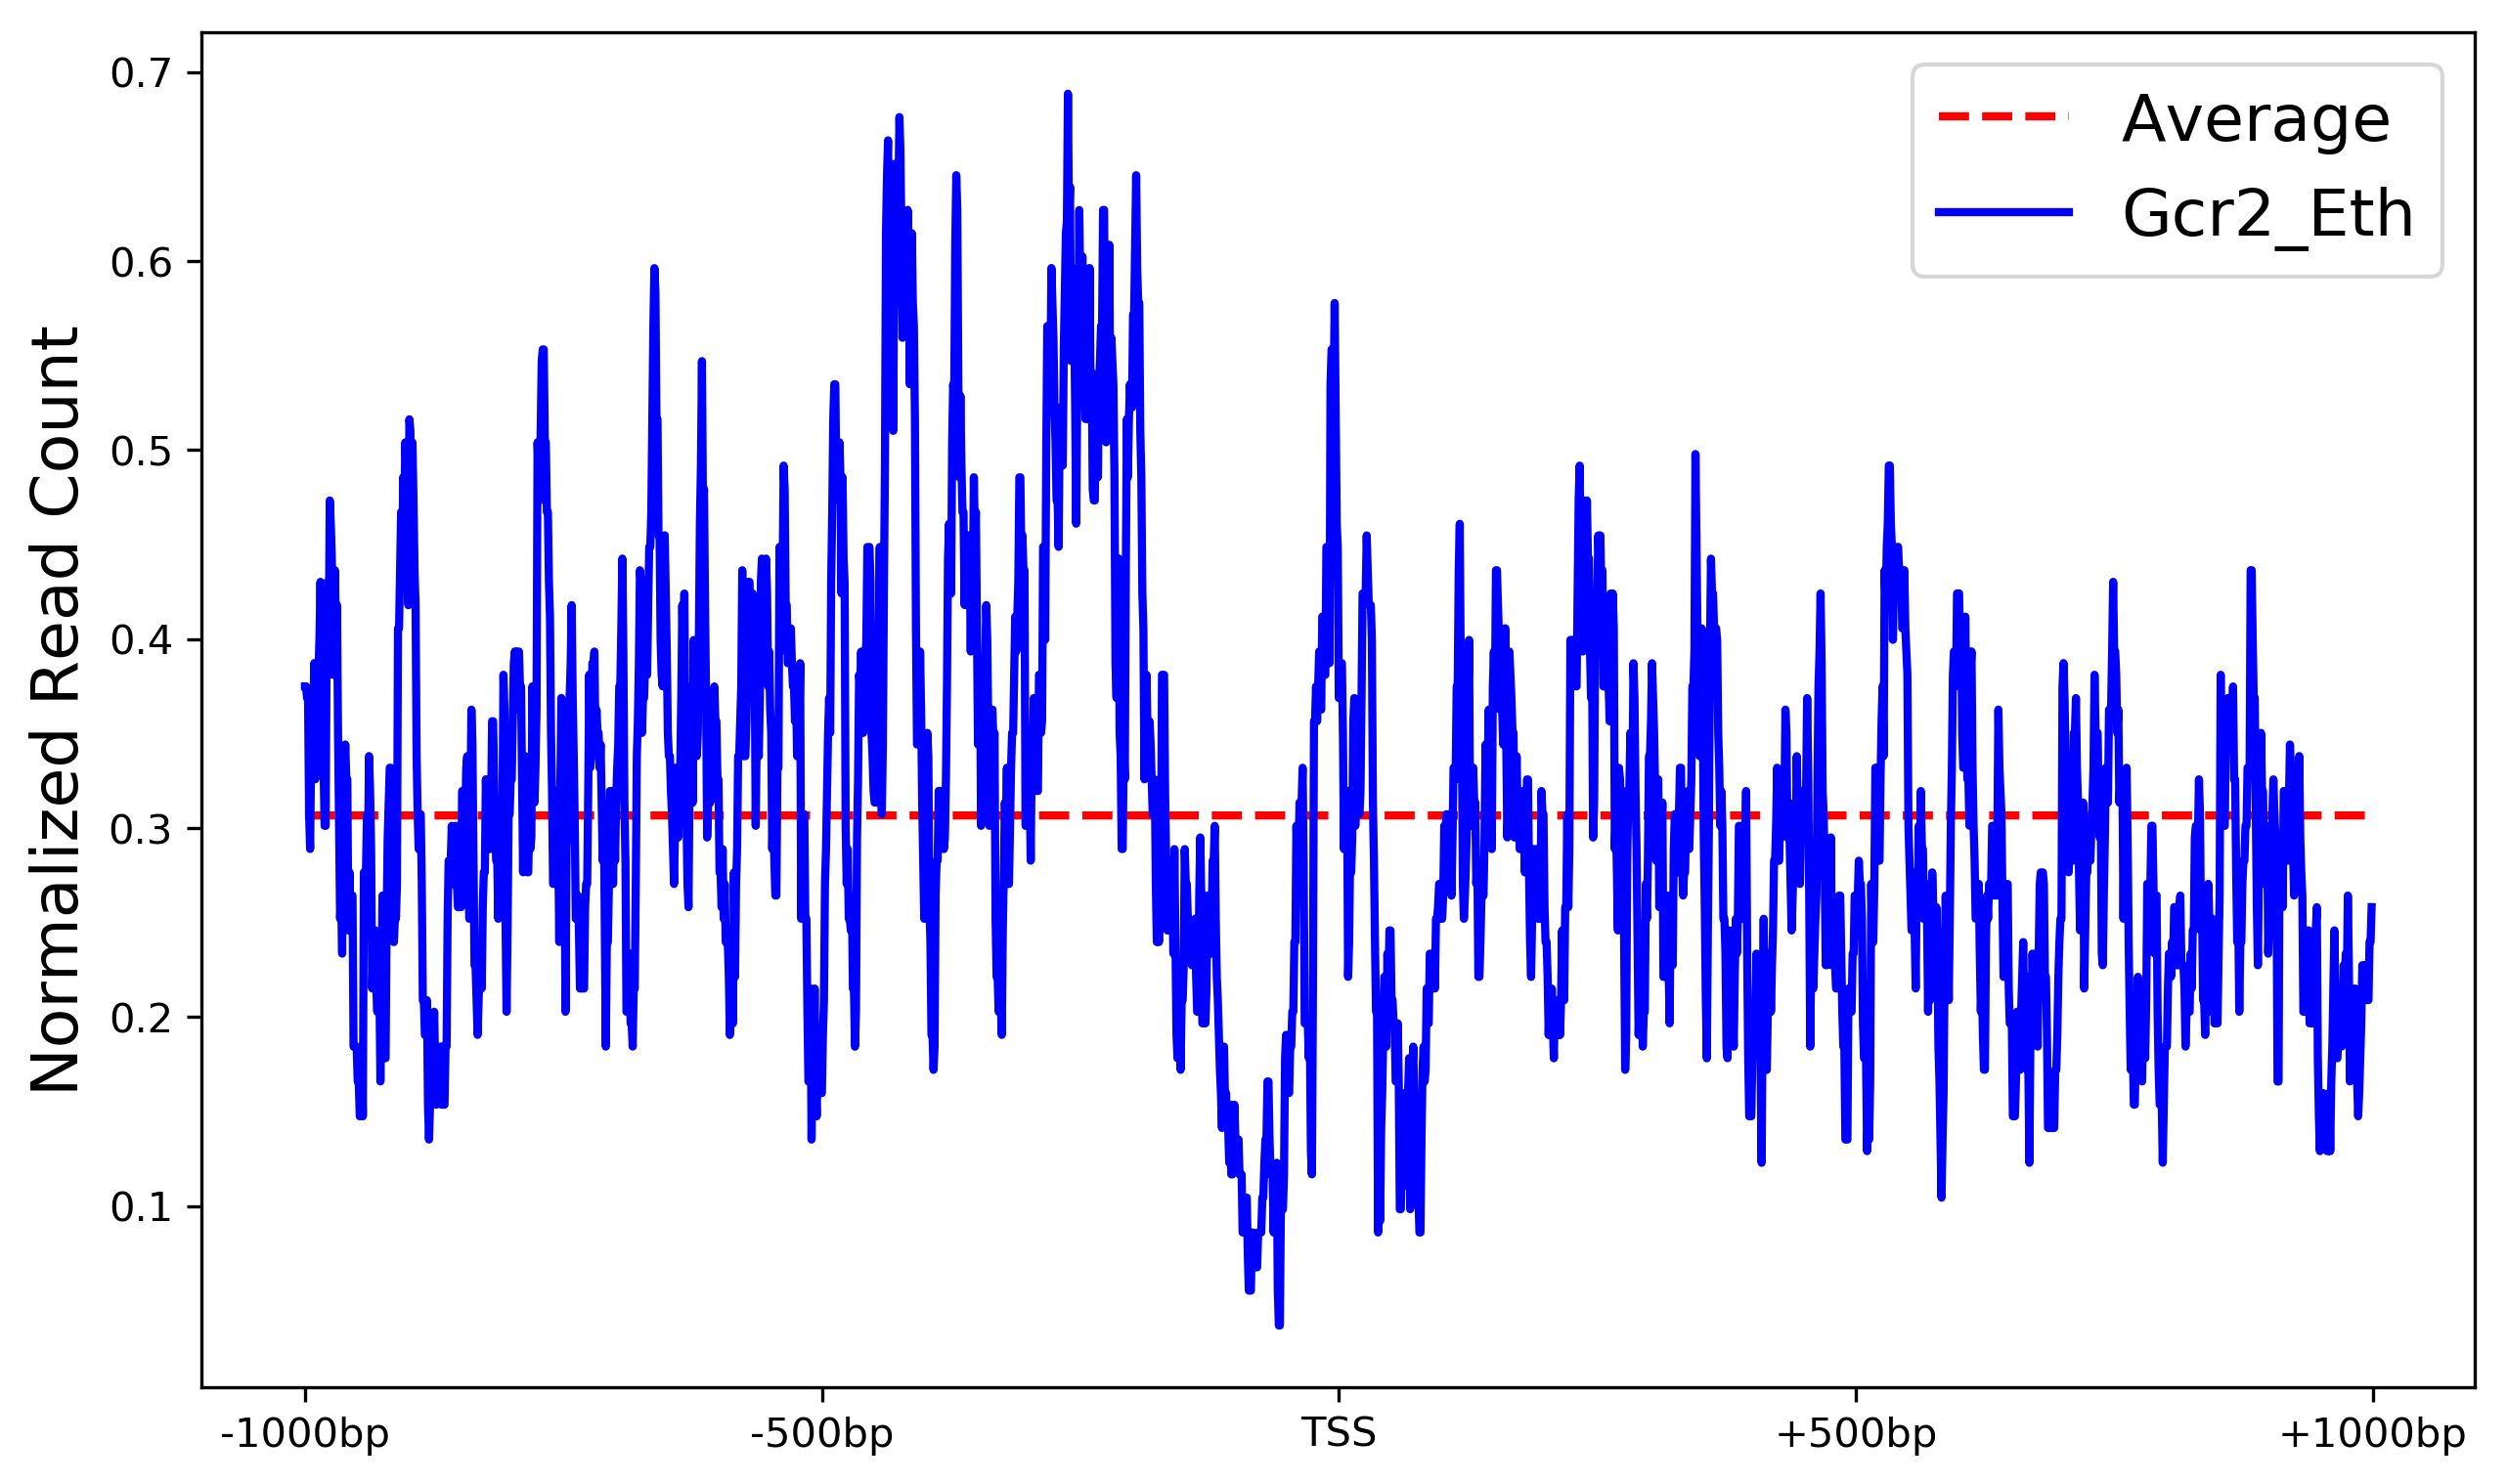 Normalized Read Count
0.7
0.6
0.5
0.4
0.3
0.2
0.1
-1000bp
-500bp
TSS
+500bp
+1000bp
Average
Gcr2_Eth